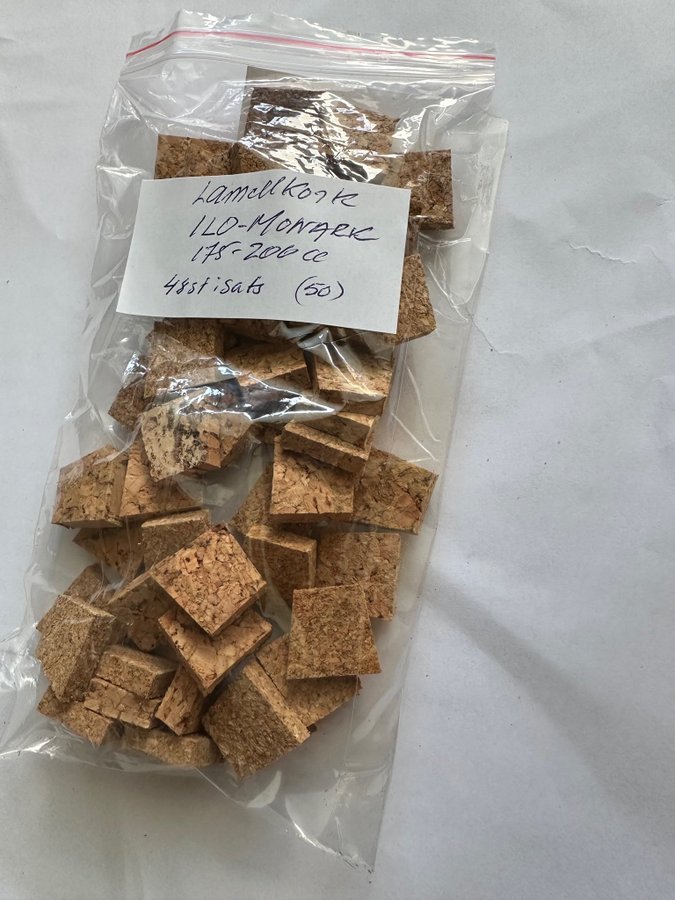 Lamellkork
ILO-MONARK
175-200cc
48st i sats (50)